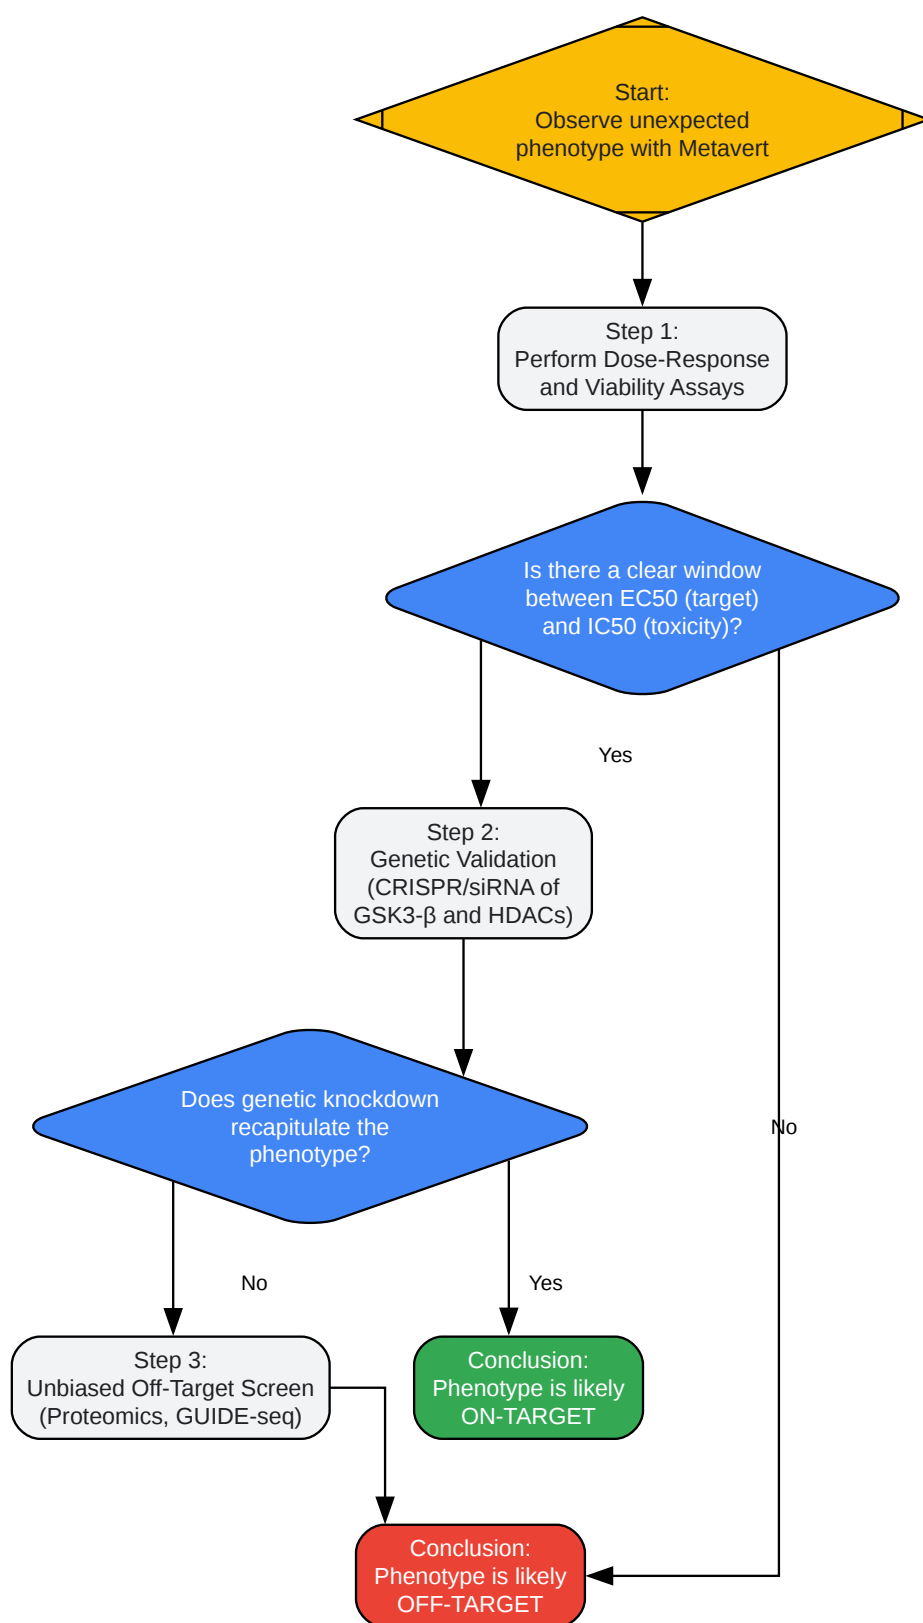 Start:
Observe unexpected
phenotype with Metavert
Step 1:
Perform Dose-Response
and Viability Assays
Is there a clear window
between EC50 (target)
and IC50 (toxicity)?
Yes
Step 2:
Genetic Validation
(CRISPR/siRNA of
GSK3-β and HDACs)
Does genetic knockdown
recapitulate the
phenotype?
No
No
Yes
Step 3:
Unbiased Off-Target Screen
(Proteomics, GUIDE-seq)
Conclusion:
Phenotype is likely
ON-TARGET
Conclusion:
Phenotype is likely
OFF-TARGET